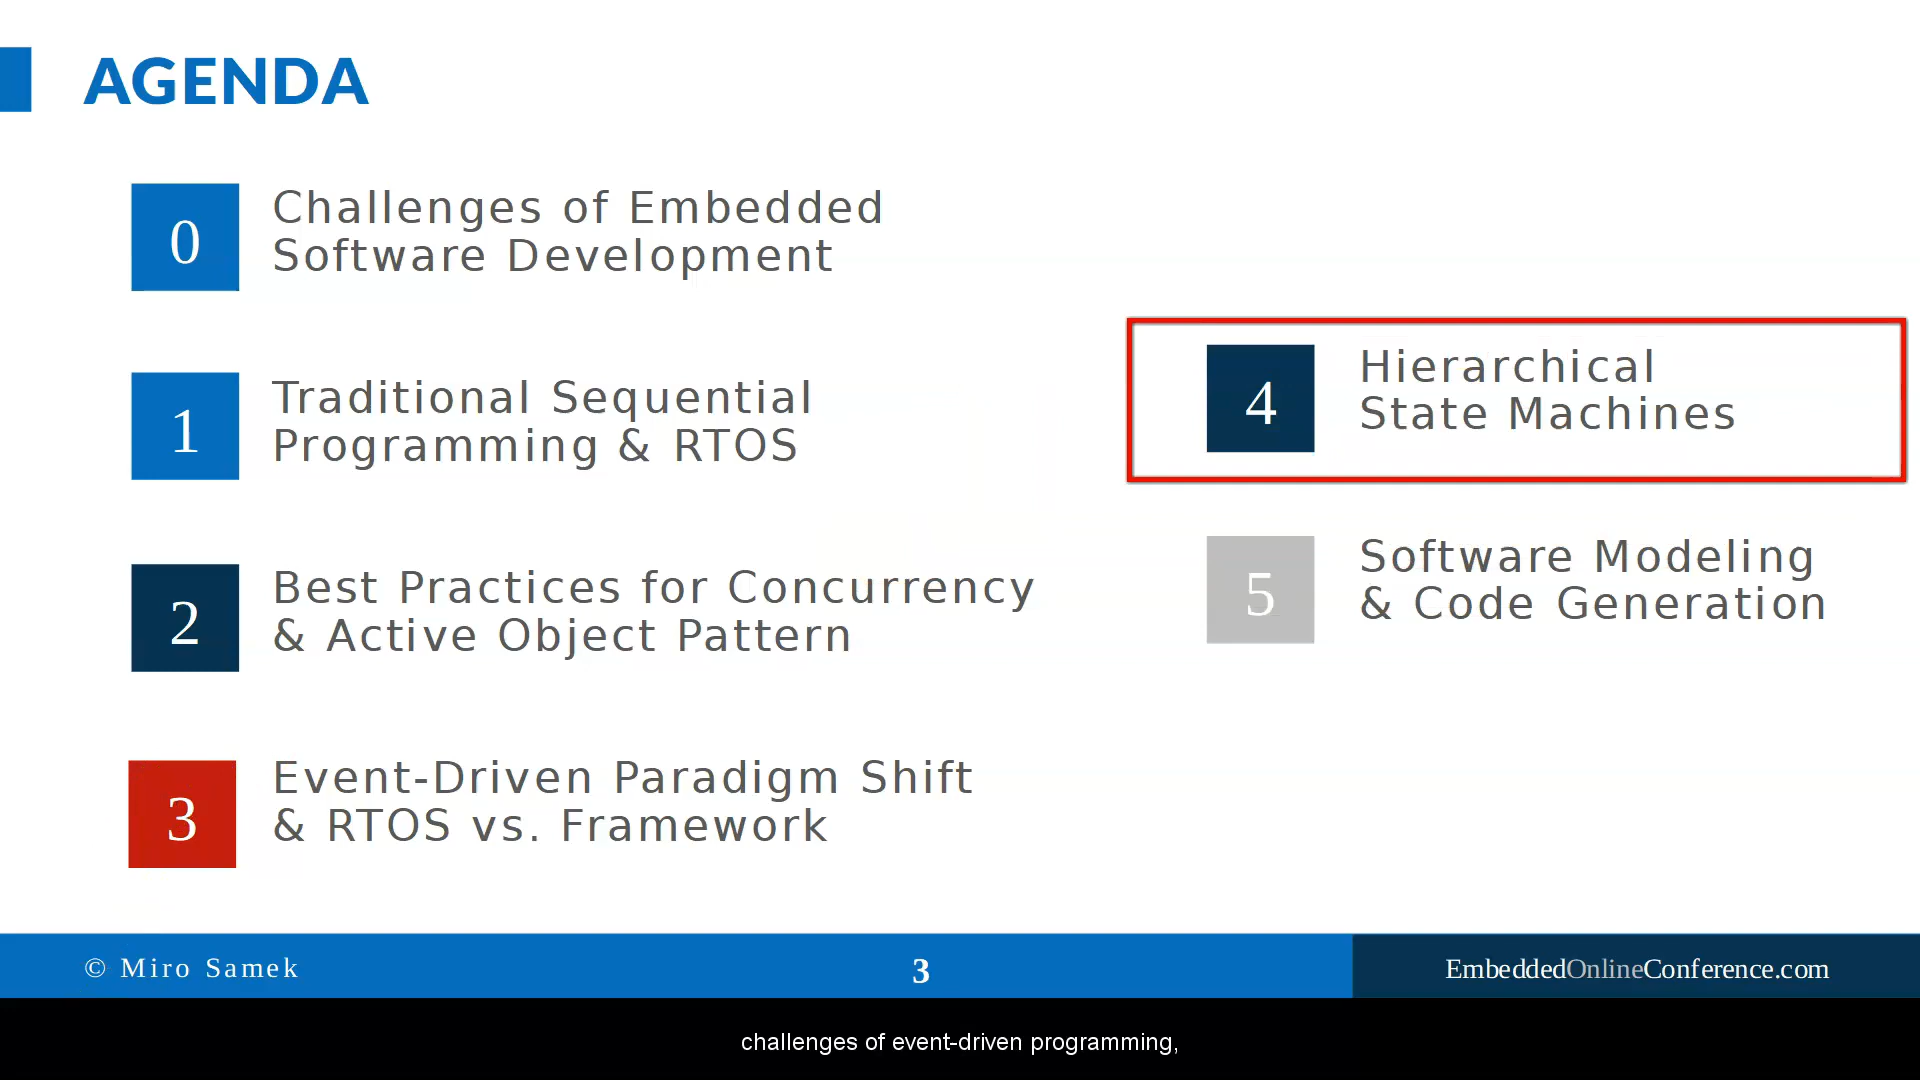 AGENDA
0
Challenges of Embedded
Software Development
1
Traditional Sequential
Programming & RTOS
2
Best Practices for Concurrency
& Active Object Pattern
3
Event-Driven Paradigm Shift
& RTOS vs. Framework
4
Hierarchical
State Machines
5
Software Modeling
& Code Generation
© Miro Samek
3
EmbeddedOnlineConference.com
challenges of event-driven programming,